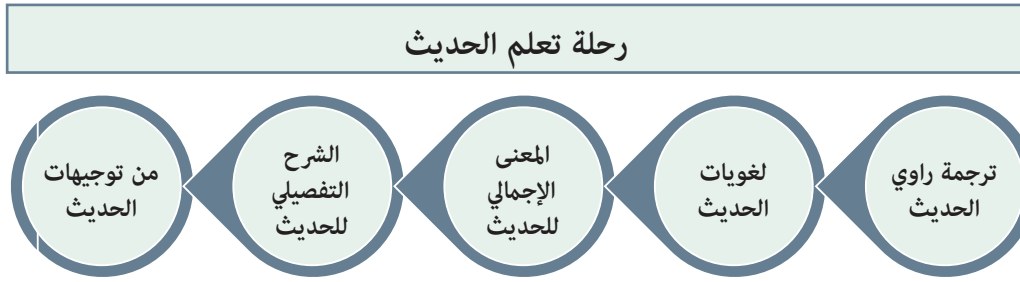 رحلة تعلم الحديث
ترجمة راوي
الحديث
لغويات
الحديث
المعنى
الإجمالي
للحديث
الشرح
التفصيلي
للحديث
من توجيهات
الحديث